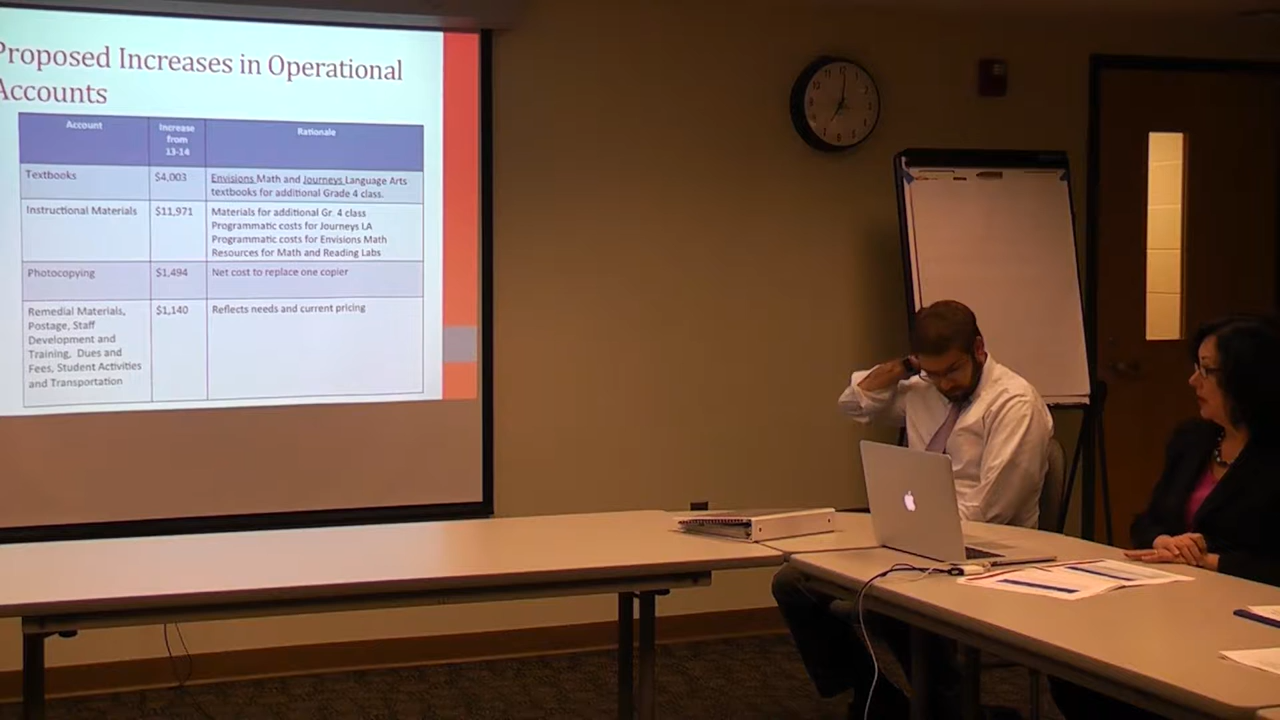 Proposed Increases in Operational
Accounts
Account
Increase
from
13-14
Rationale
Textbooks
$4,003
Envisions Math and Journeys Language Arts
textbooks for additional Grade 4 class.
Instructional Materials
$11,971
Materials for additional Gr. 4 class
Programmatic costs for Journeys LA
Programmatic costs for Envisions Math
Resources for Math and Reading Labs
Photocopying
$1,494
Net cost to replace one copier
Remedial Materials,
Postage, Staff
Development and
Training, Dues and
Fees, Student Activities
and Transportation
$1,140
Reflects needs and current pricing